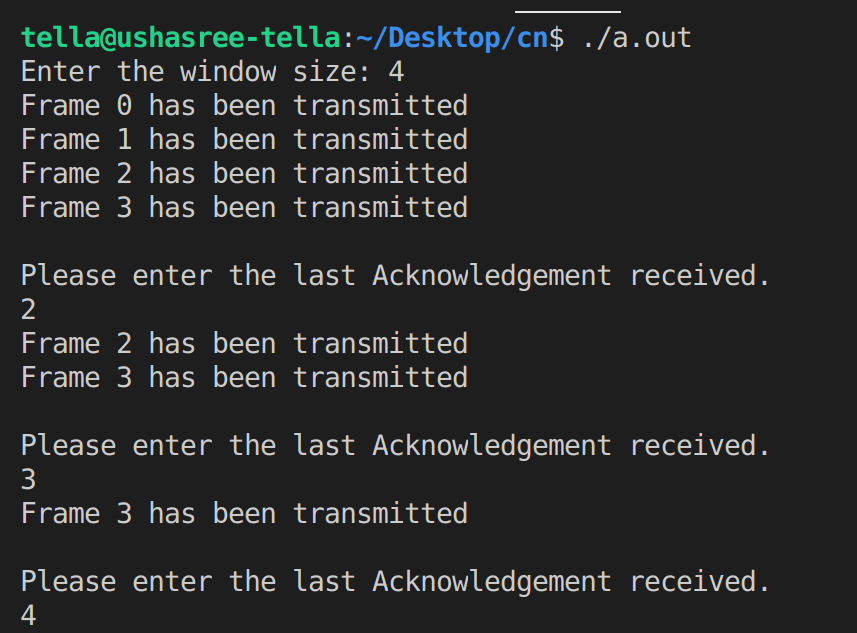 tella@ushasree-tella:~/Desktop/cn$ ./a.out
Enter the window size: 4
Frame 0 has been transmitted
Frame 1 has been transmitted
Frame 2 has been transmitted
Frame 3 has been transmitted
Please enter the last Acknowledgement received.
2
Frame 2 has been transmitted
Frame 3 has been transmitted
Please enter the last Acknowledgement received.
3
Frame 3 has been transmitted
Please enter the last Acknowledgement received.
4